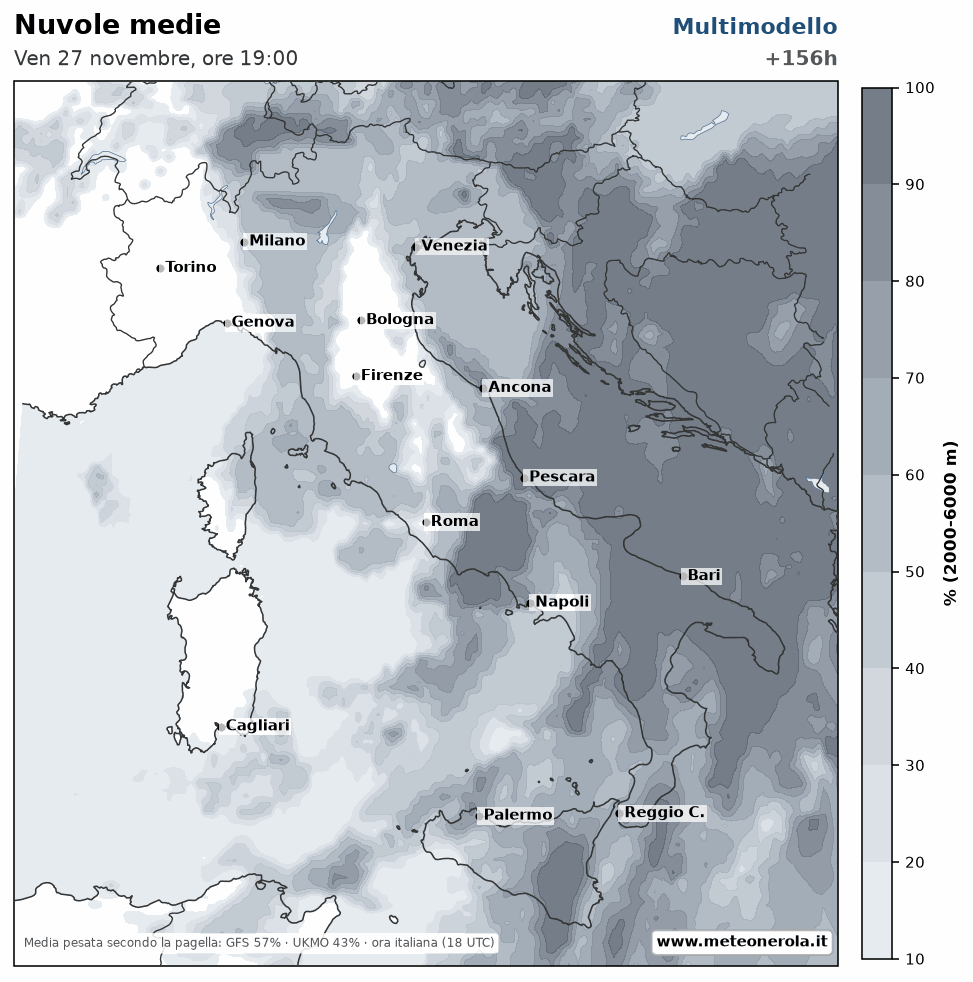 Nuvole medie
Multimodello
Ven 27 novembre, ore 19:00
+156h
100
90
80
70
60
50
40
30
20
10
% (2000-6000 m)
Milano
Venezia
Torino
Genova
Bologna
Firenze
Ancona
Pescara
Roma
Bari
Napoli
Cagliari
Palermo
Reggio C.
Media pesata secondo la pagella: GFS 57% · UKMO 43% · ora italiana (18 UTC)
www.meteonerola.it